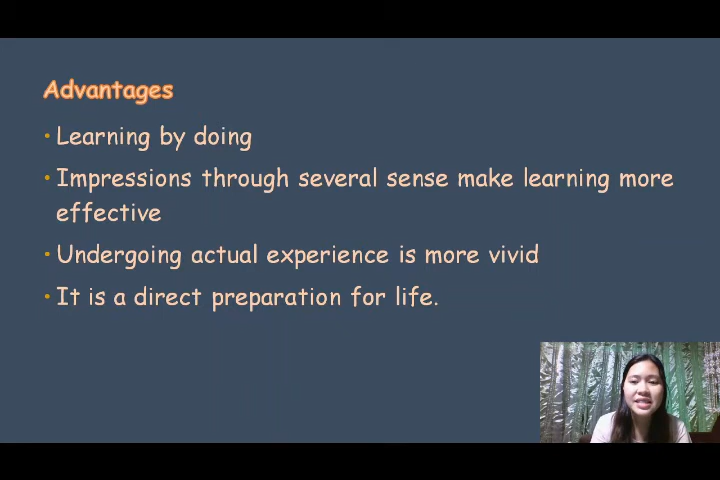 Advantages
• Learning by doing
• Impressions through several sense make learning more
effective
• Undergoing actual experience is more vivid
• It is a direct preparation for life.